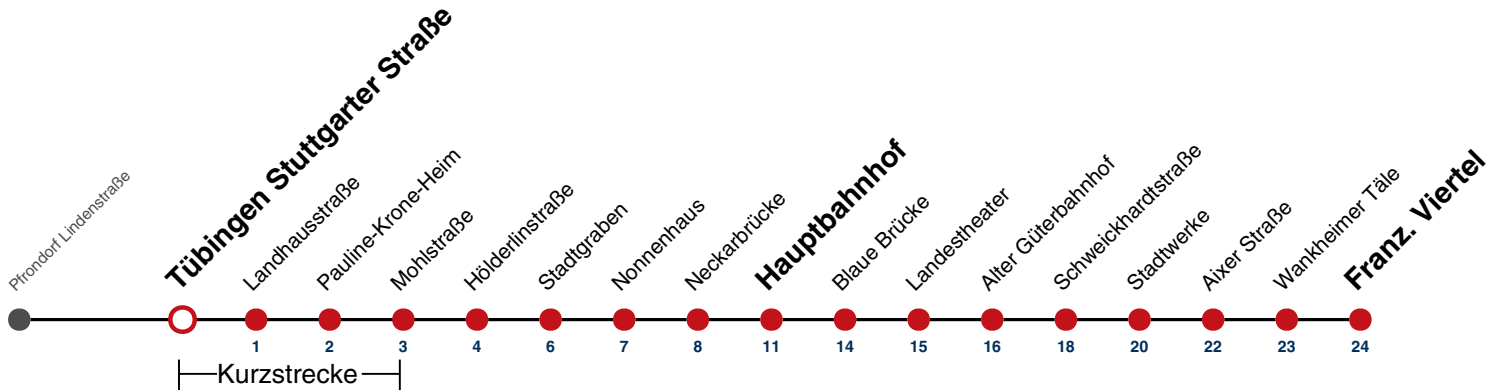 Pfrondorf Lindenstraße
Tübingen Stuttgarter Straße
Landhausstraße
Pauline-Krone-Heim
Mohlstraße
Hölderlinstraße
Stadtgraben
Nonnenhaus
Neckarbrücke
Hauptbahnhof
Blaue Brücke
Landestheater
Alter Güterbahnhof
Schweickhardtstraße
Stadtwerke
Aixer Straße
Wankheimer Täle
Franz. Viertel
1 2 3 4 6 7 8 11 14 15 16 18 20 22 23 24
Kurzstrecke